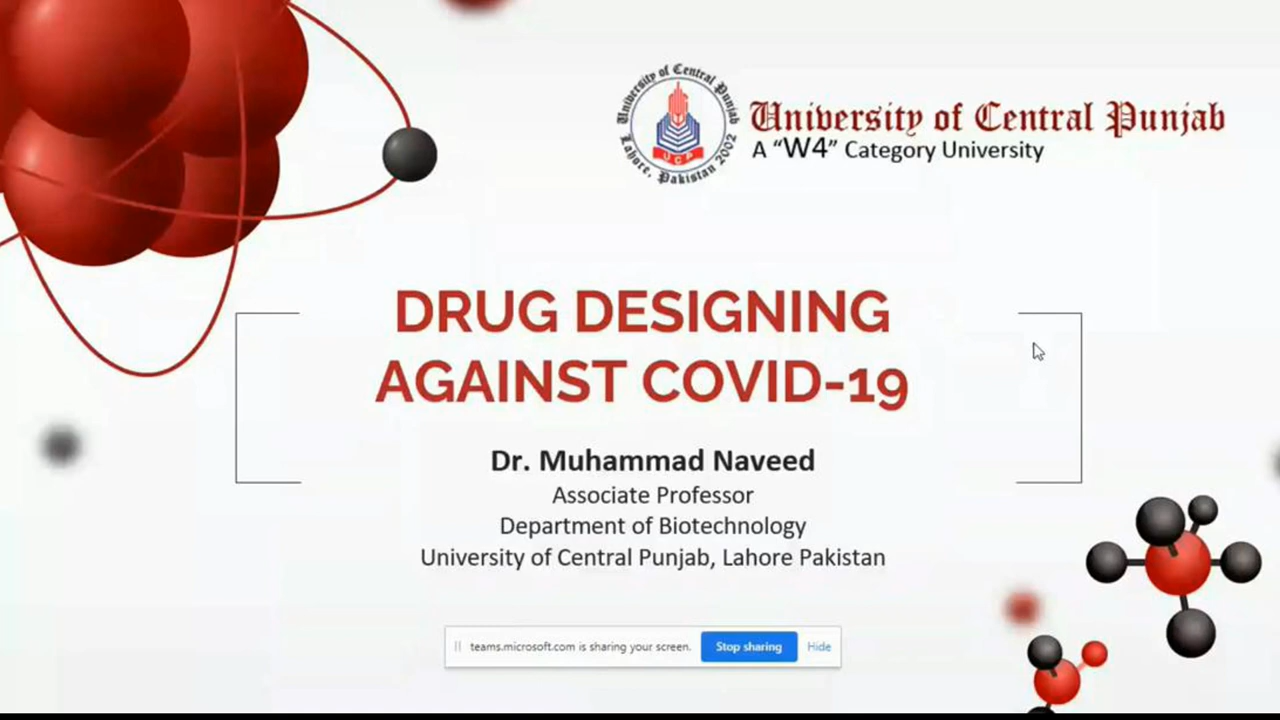 University of Central Punjab
Lahore, Pakistan 2002
UCP
University of Central Punjab
A “W4” Category University
DRUG DESIGNING
AGAINST COVID-19
Dr. Muhammad Naveed
Associate Professor
Department of Biotechnology
University of Central Punjab, Lahore Pakistan
teams.microsoft.com is sharing your screen. Stop sharing Hide